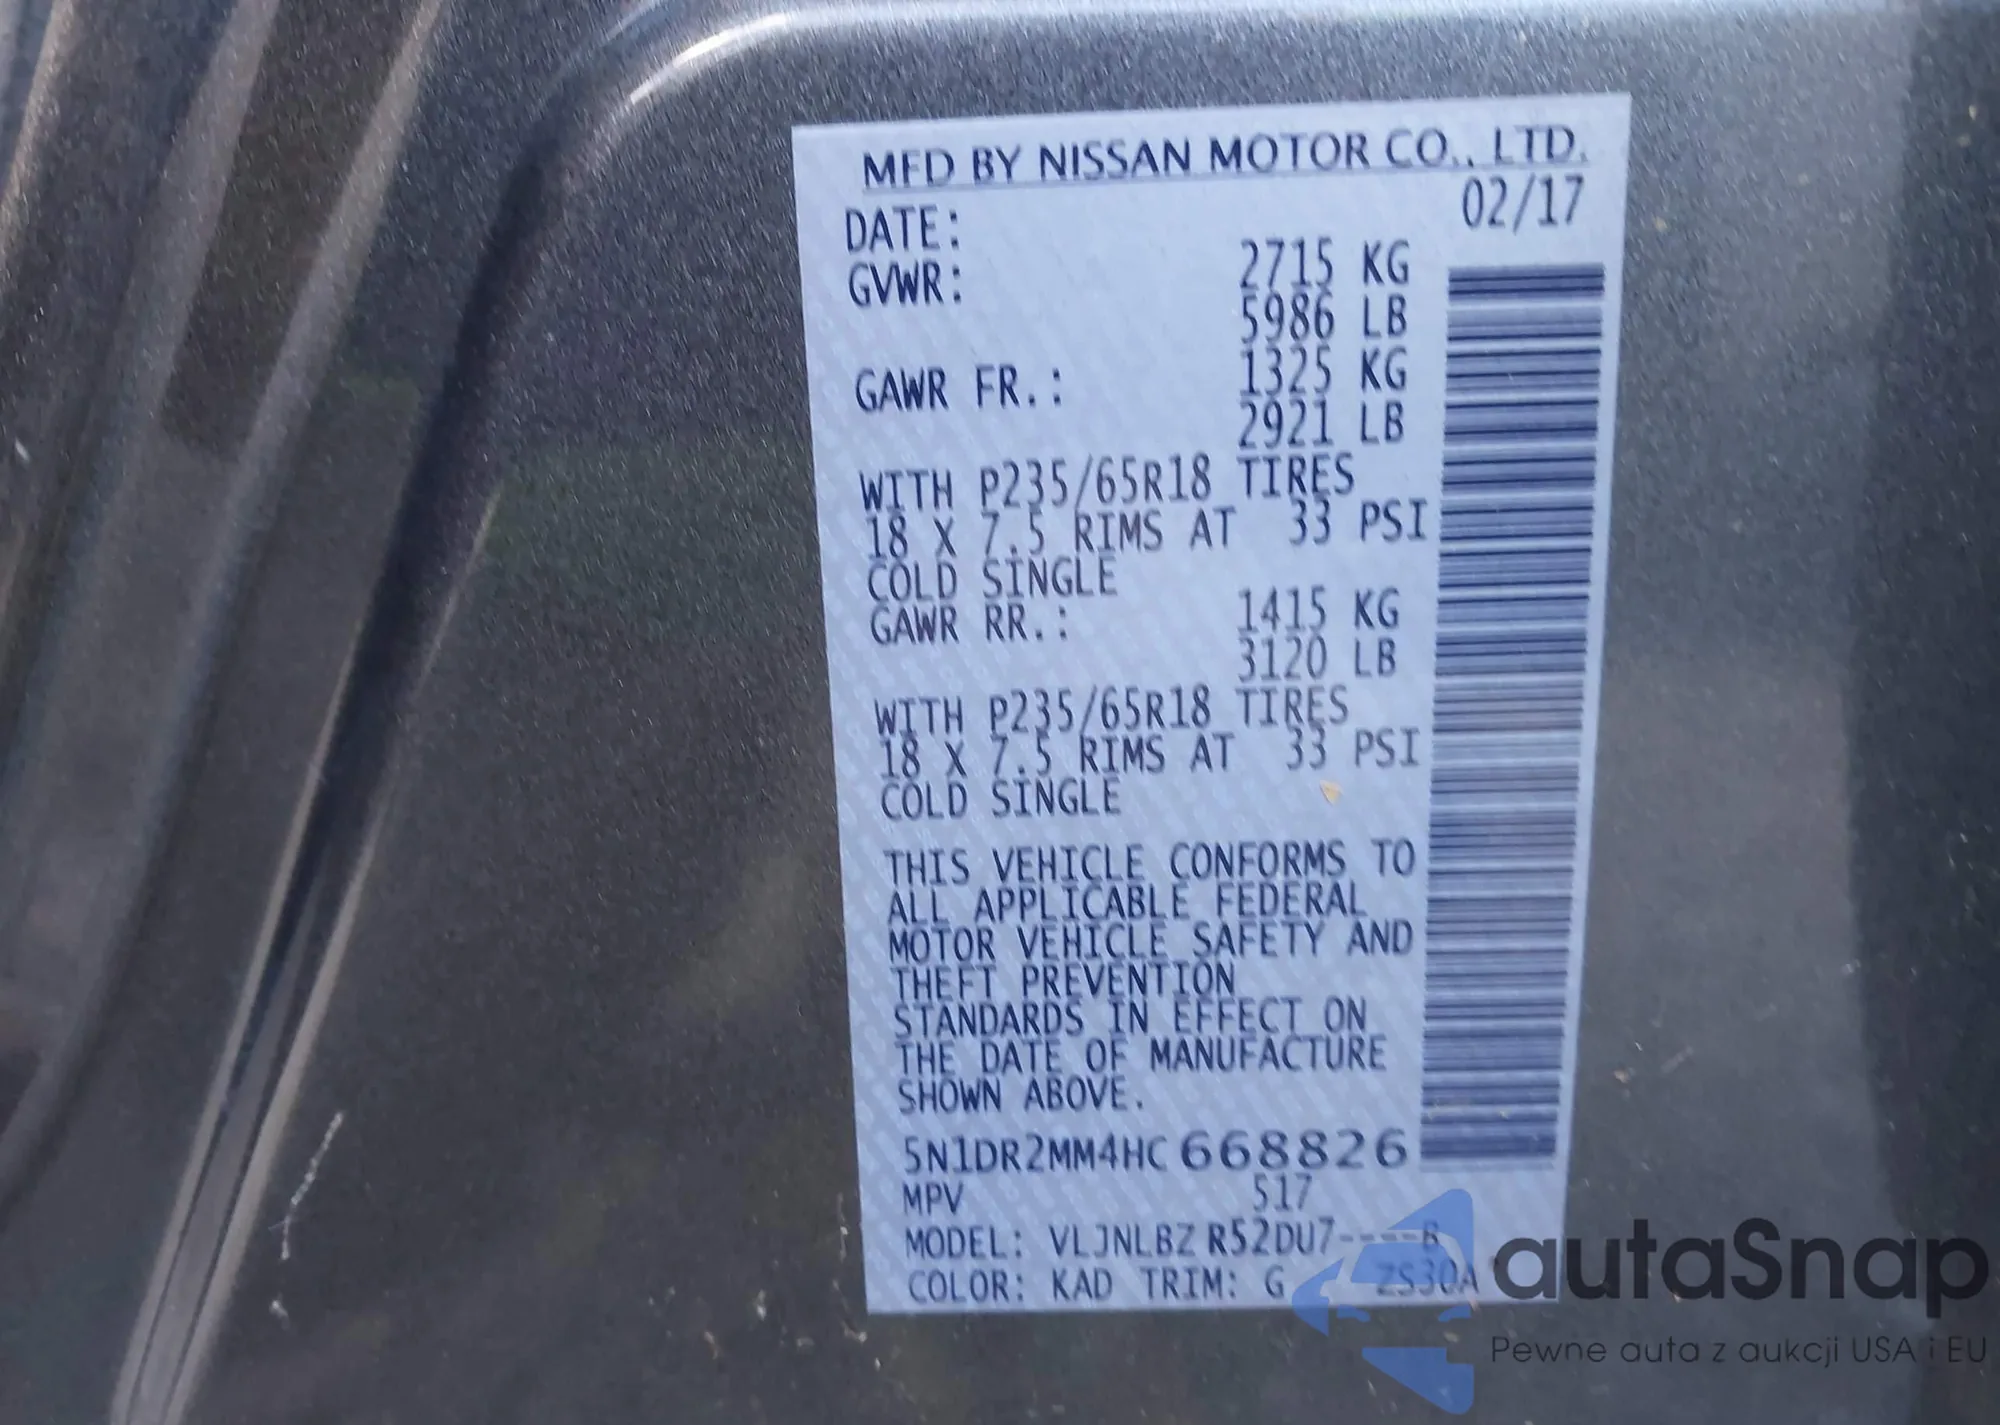 MFD BY NISSAN MOTOR CO., LTD.
DATE: 02/17
GVWR: 2715 KG
5986 LB
GAWR FR.: 1325 KG
2921 LB
WITH P235/65R18 TIRES
18 X 7.5 RIMS AT 33 PSI
COLD SINGLE
GAWR RR.: 1415 KG
3120 LB
WITH P235/65R18 TIRES
18 X 7.5 RIMS AT 33 PSI
COLD SINGLE
THIS VEHICLE CONFORMS TO
ALL APPLICABLE FEDERAL
MOTOR VEHICLE SAFETY AND
THEFT PREVENTION
STANDARDS IN EFFECT ON
THE DATE OF MANUFACTURE
SHOWN ABOVE.
5N1DR2MM4HC668826
MPV 517
MODEL: VLJNLBZ R52DU7----B
COLOR: KAD TRIM: G ZS30A
autaSnap
Pewne auta z aukcji USA i EU